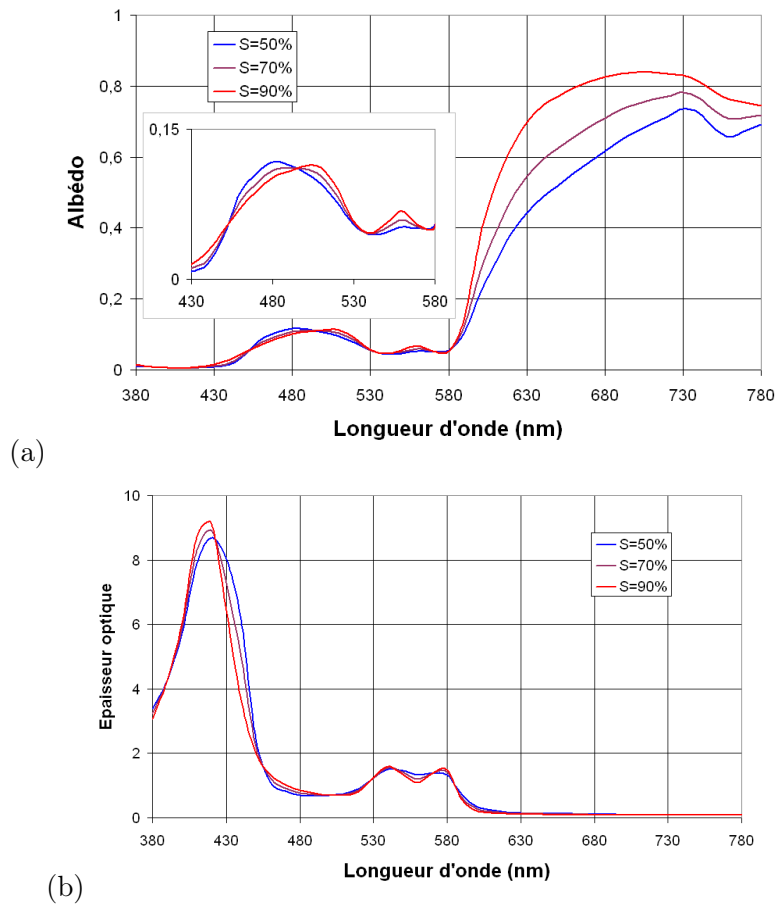 1
0,8
0,6
0,4
0,2
0
Albédo
S=50%
S=70%
S=90%
0,15
0
430 480 530 580
380 430 480 530 580 630 680 730 780
Longueur d'onde (nm)
(a)
10
8
6
4
2
0
Epaisseur optique
S=50%
S=70%
S=90%
380 430 480 530 580 630 680 730 780
Longueur d'onde (nm)
(b)